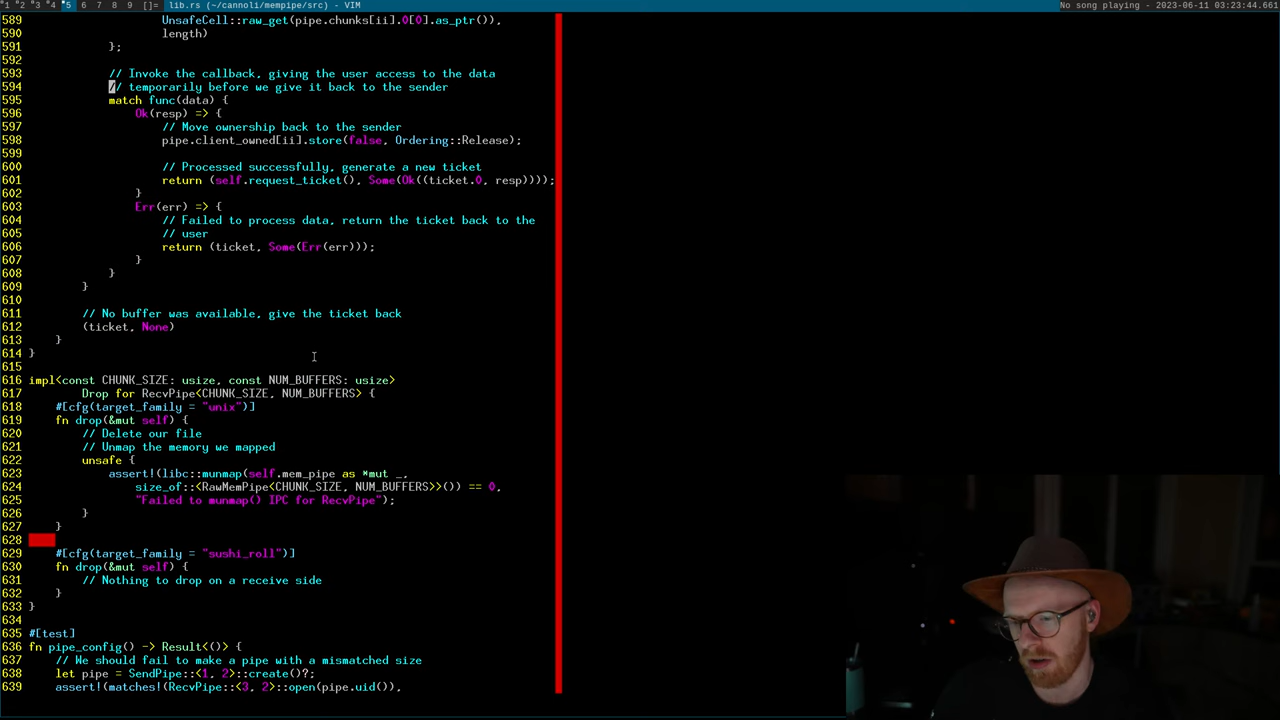 1 2 3 4 5 6 7 8 9 []= lib.rs (~/cannoli/mempipe/src) - VIM No song playing - 2023-06-11 03:23:44.661
589 UnsafeCell::raw_get(pipe.chunks[ii].0[0].as_ptr()),
590 length)
591 };
592
593 // Invoke the callback, giving the user access to the data
594 // temporarily before we give it back to the sender
595 match func(data) {
596 Ok(resp) => {
597 // Move ownership back to the sender
598 pipe.client_owned[ii].store(false, Ordering::Release);
599
600 // Processed successfully, generate a new ticket
601 return (self.request_ticket(), Some(Ok((ticket.0, resp))));
602 }
603 Err(err) => {
604 // Failed to process data, return the ticket back to the
605 // user
606 return (ticket, Some(Err(err)));
607 }
608 }
609 }
610
611 // No buffer was available, give the ticket back
612 (ticket, None)
613 }
614 }
615
616 impl<const CHUNK_SIZE: usize, const NUM_BUFFERS: usize>
617 Drop for RecvPipe<CHUNK_SIZE, NUM_BUFFERS> {
618 #[cfg(target_family = "unix")]
619 fn drop(&mut self) {
620 // Delete our file
621 // Unmap the memory we mapped
622 unsafe {
623 assert!(libc::munmap(self.mem_pipe as *mut _,
624 size_of::<RawMemPipe<CHUNK_SIZE, NUM_BUFFERS>>()) == 0,
625 "Failed to munmap() IPC for RecvPipe");
626 }
627 }
628
629 #[cfg(target_family = "sushi_roll")]
630 fn drop(&mut self) {
631 // Nothing to drop on a receive side
632 }
633 }
634
635 #[test]
636 fn pipe_config() -> Result<()> {
637 // We should fail to make a pipe with a mismatched size
638 let pipe = SendPipe::<1, 2>::create()?;
639 assert!(matches!(RecvPipe::<3, 2>::open(pipe.uid()),